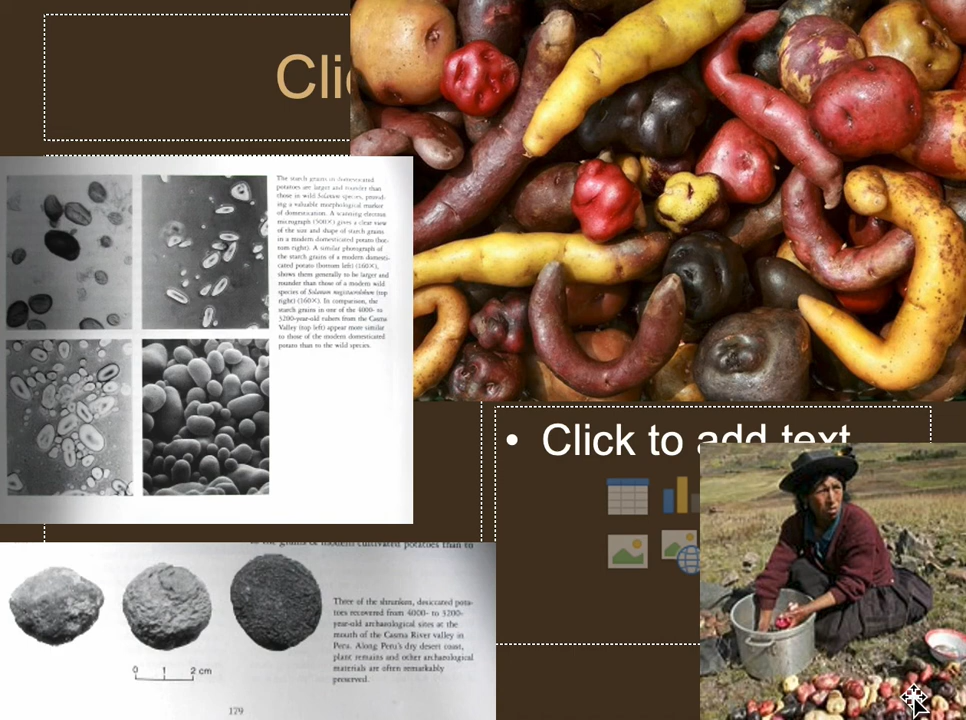 Clic
The starch grains in domesticated
potatoes are larger and rounder than
those in wild Solanum species, provid-
ing a valuable morphological marker
of domestication. A scanning electron
micrograph (500X) gives a clear view
of the size and shape of starch grains
in a modern domesticated potato (bot-
tom right). A similar photograph of
the starch grains of a modern domesti-
cated potato (bottom left) (160X),
shows them generally to be larger and
rounder than those of a modern wild
species of Solanum (top
right) (160X). In comparison, the
starch grains in one of the 4000- to
3200-year-old tubers from the Casma
Valley (top left) appear more similar
to those of the modern domesticated
potato than to the wild species.
• Click to add text
grains of modern cultivated potatoes than to
Three of the shrunken, desiccated pota-
toes recovered from 4000- to 3200-
year-old archaeological sites at the
mouth of the Casma River valley in
Peru. Along Peru's dry desert coast,
plant remains and other archaeological
materials are often remarkably
preserved.
0 1 2 cm
179